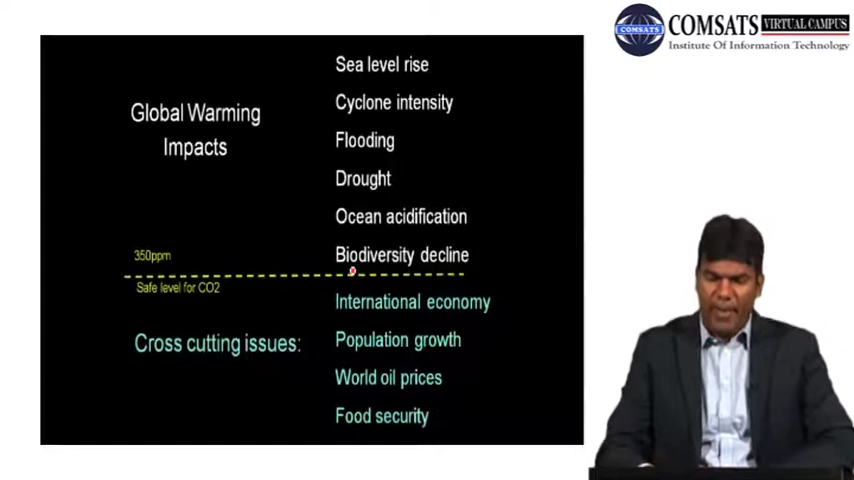 COMSATS VIRTUAL CAMPUS
COMSATS
Institute Of Information Technology
Global Warming
Impacts
Sea level rise
Cyclone intensity
Flooding
Drought
Ocean acidification
Biodiversity decline
350ppm
Safe level for CO2
Cross cutting issues:
International economy
Population growth
World oil prices
Food security